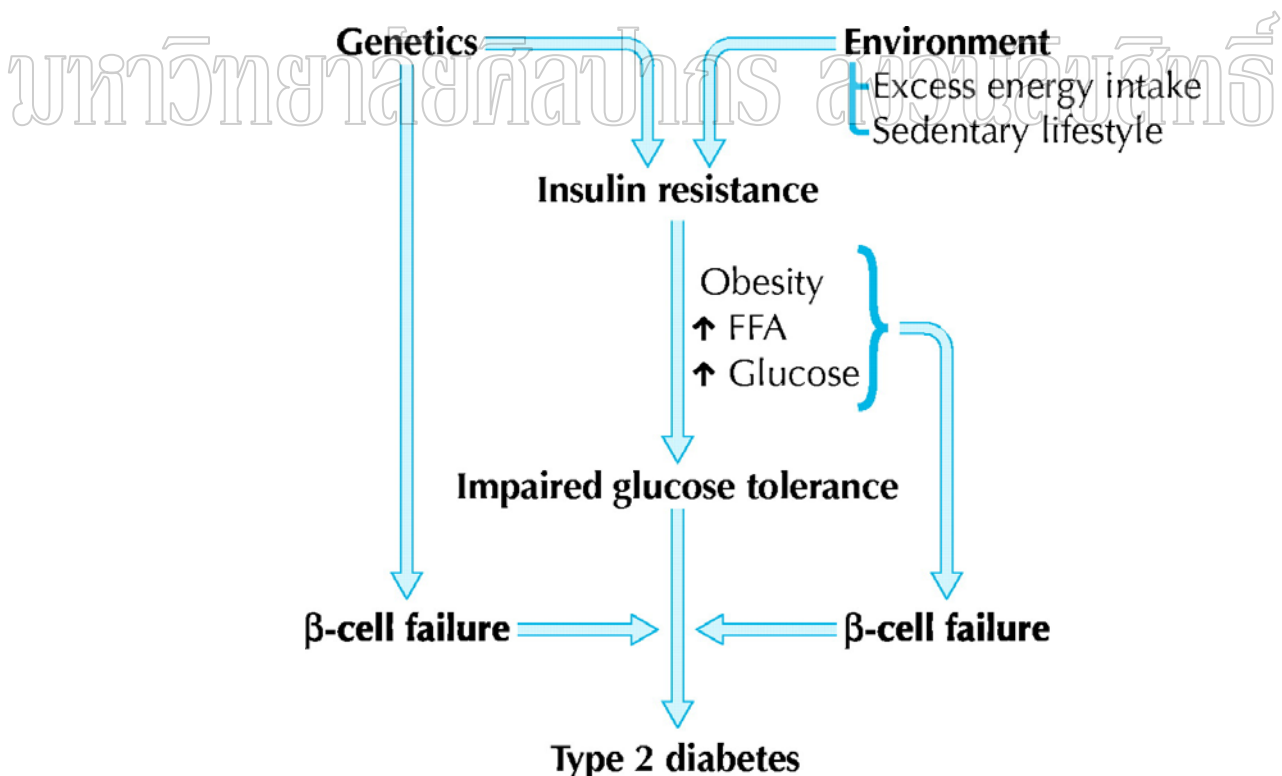 Genetics
Environment
มหาวิทยาลัยศิลปากร สงวนลิขสิทธิ์
Excess energy intake
Sedentary lifestyle
Insulin resistance
Obesity
↑ FFA
↑ Glucose
Impaired glucose tolerance
β-cell failure
β-cell failure
Type 2 diabetes